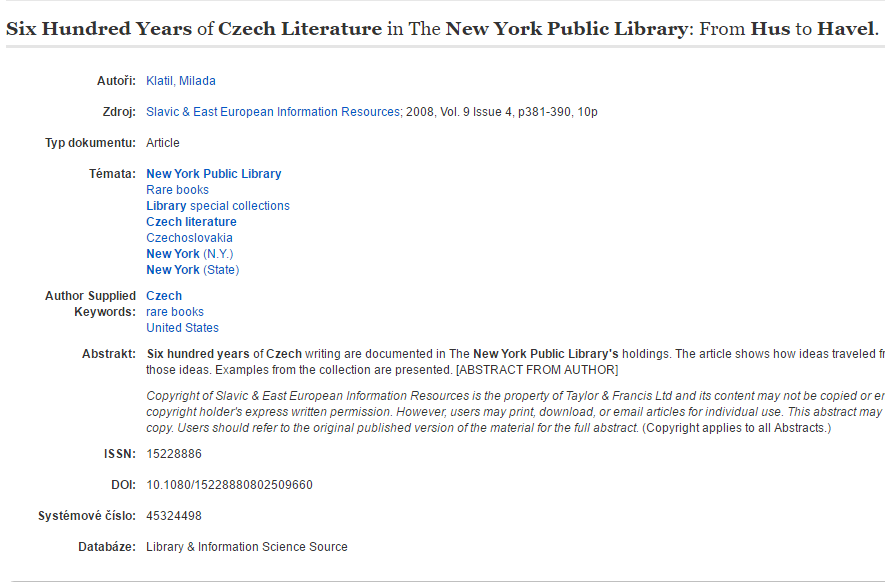 Six Hundred Years of Czech Literature in The New York Public Library: From Hus to Havel.
Autoři: Klatil, Milada
Zdroj: Slavic & East European Information Resources; 2008, Vol. 9 Issue 4, p381-390, 10p
Typ dokumentu: Article
Témata: New York Public Library
Rare books
Library special collections
Czech literature
Czechoslovakia
New York (N.Y.)
New York (State)
Author Supplied Keywords: Czech
rare books
United States
Abstrakt: Six hundred years of Czech writing are documented in The New York Public Library's holdings. The article shows how ideas traveled
those ideas. Examples from the collection are presented. [ABSTRACT FROM AUTHOR]
Copyright of Slavic & East European Information Resources is the property of Taylor & Francis Ltd and its content may not be copied or
copyright holder's express written permission. However, users may print, download, or email articles for individual use. This abstract may
copy. Users should refer to the original published version of the material for the full abstract. (Copyright applies to all Abstracts.)
ISSN: 15228886
DOI: 10.1080/15228880802509660
Systémové číslo: 45324498
Databáze: Library & Information Science Source